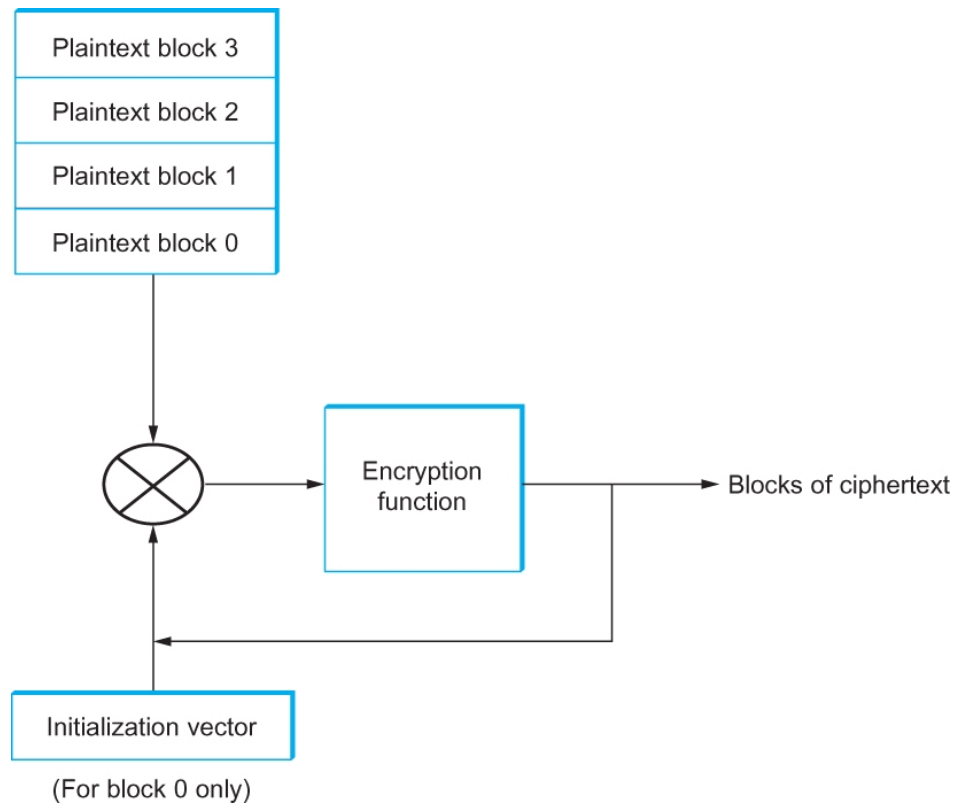 Plaintext block 3
Plaintext block 2
Plaintext block 1
Plaintext block 0
Encryption
function
Blocks of ciphertext
Initialization vector
(For block 0 only)